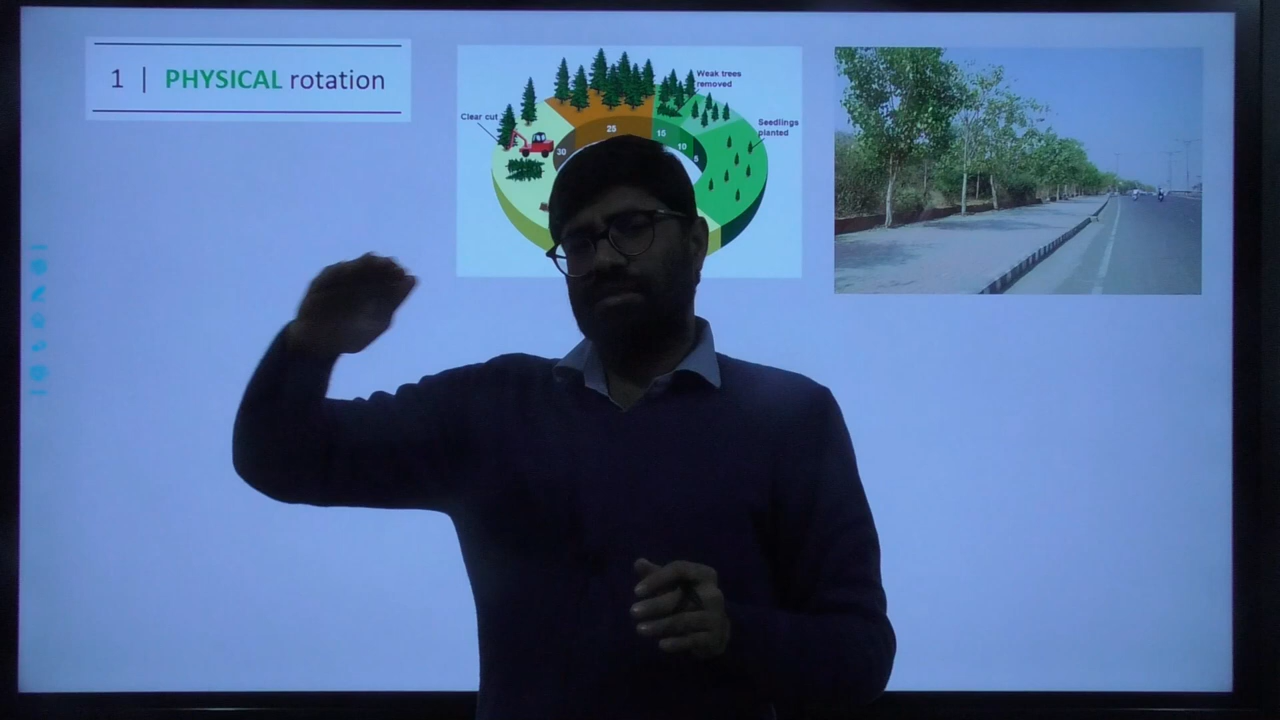 1 | PHYSICAL rotation
Weak trees
removed
Clear cut
Seedlings
planted
25
15
10
30
5